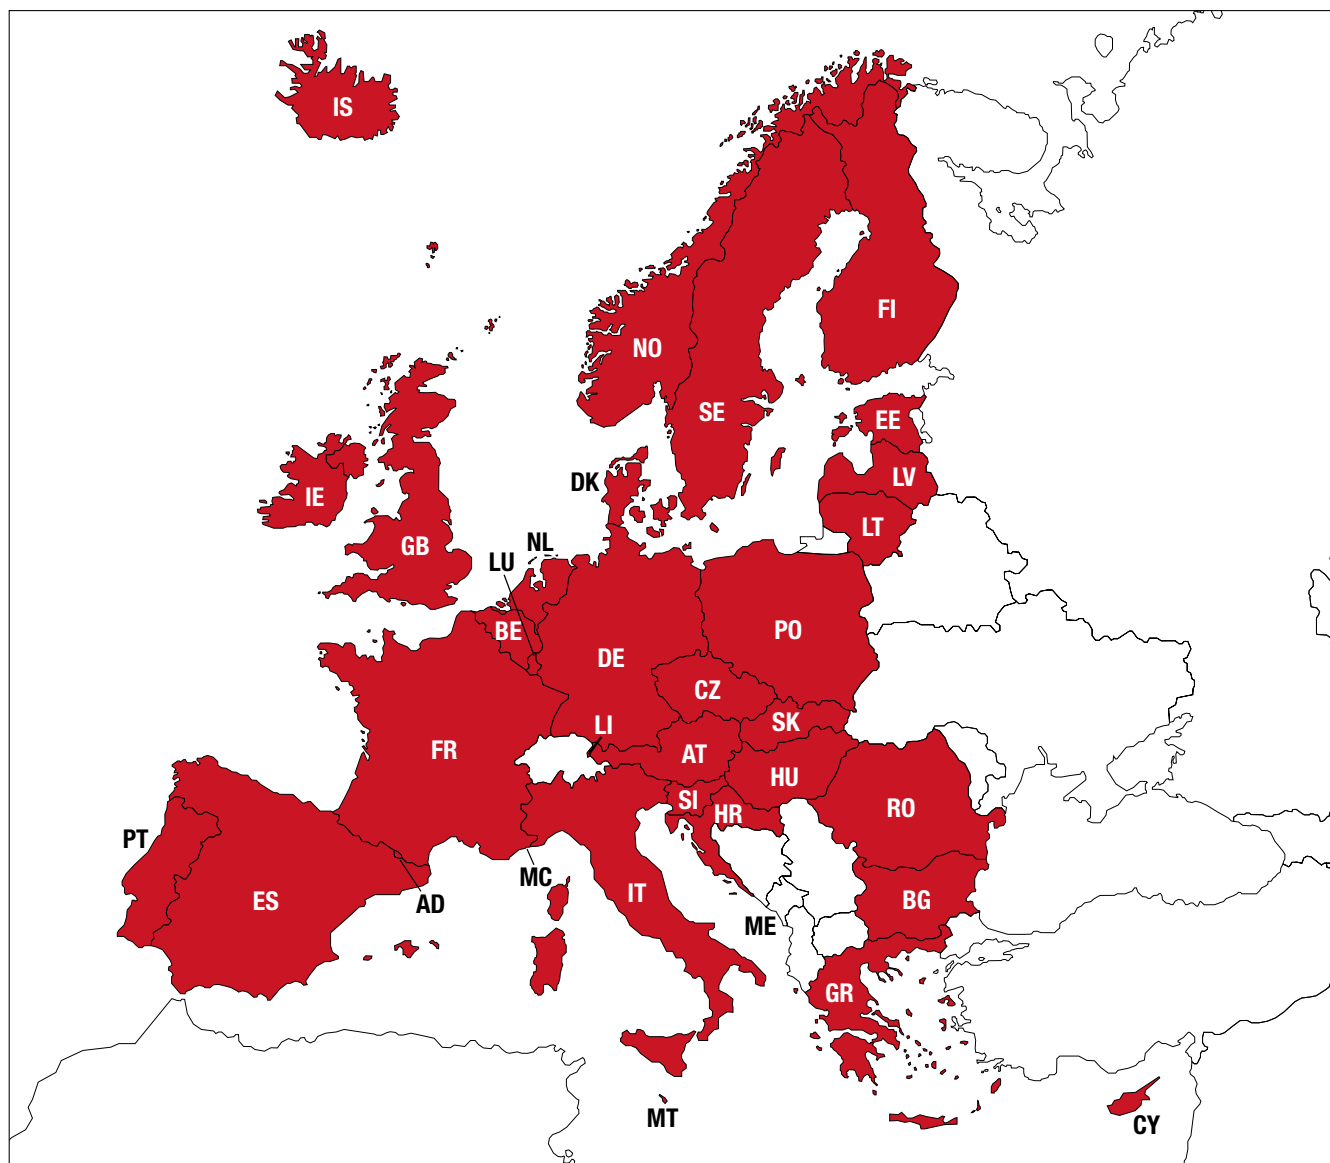 IS
FI
NO
SE
EE
DK
LV
IE
LT
GB
NL
LU
PO
BE
DE
CZ
SK
LI
FR
AT
HU
SI
RO
HR
PT
MC
IT
ES
AD
BG
ME
GR
MT
CY